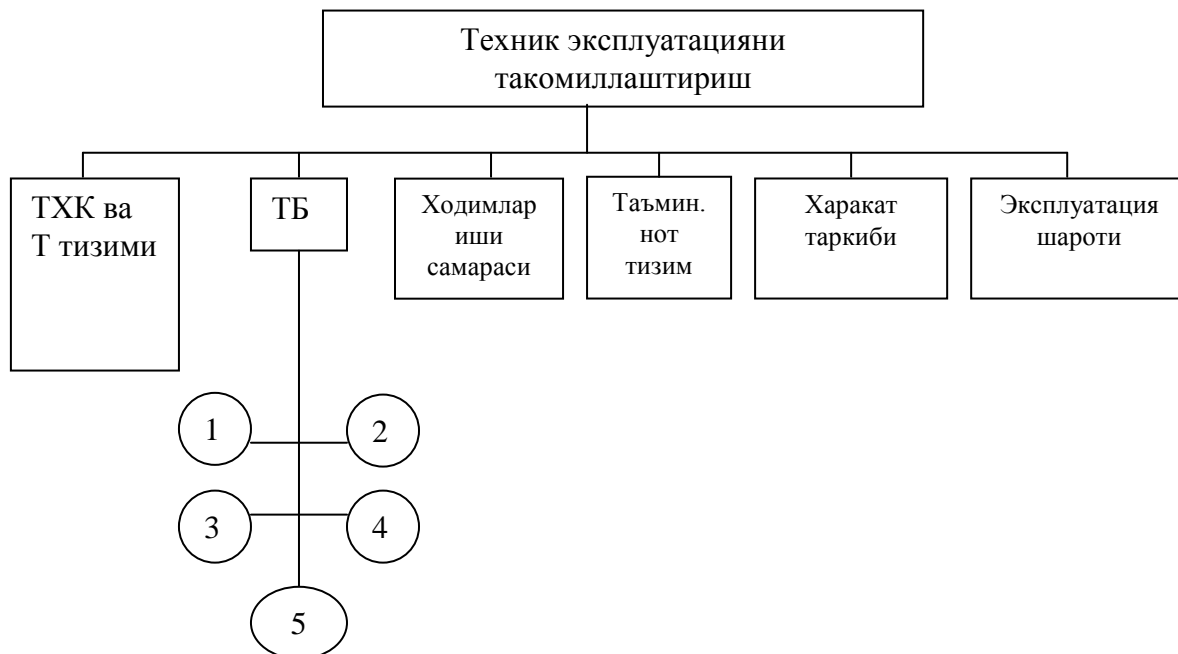 Техник эксплуатацияни
такомиллаштириш
ТХК ва
Т тизими
ТБ
Ходимлар
иши
самараси
Таъмин.
нот
тизим
Харакат
таркиби
Эксплуатация
шароти
1
2
3
4
5